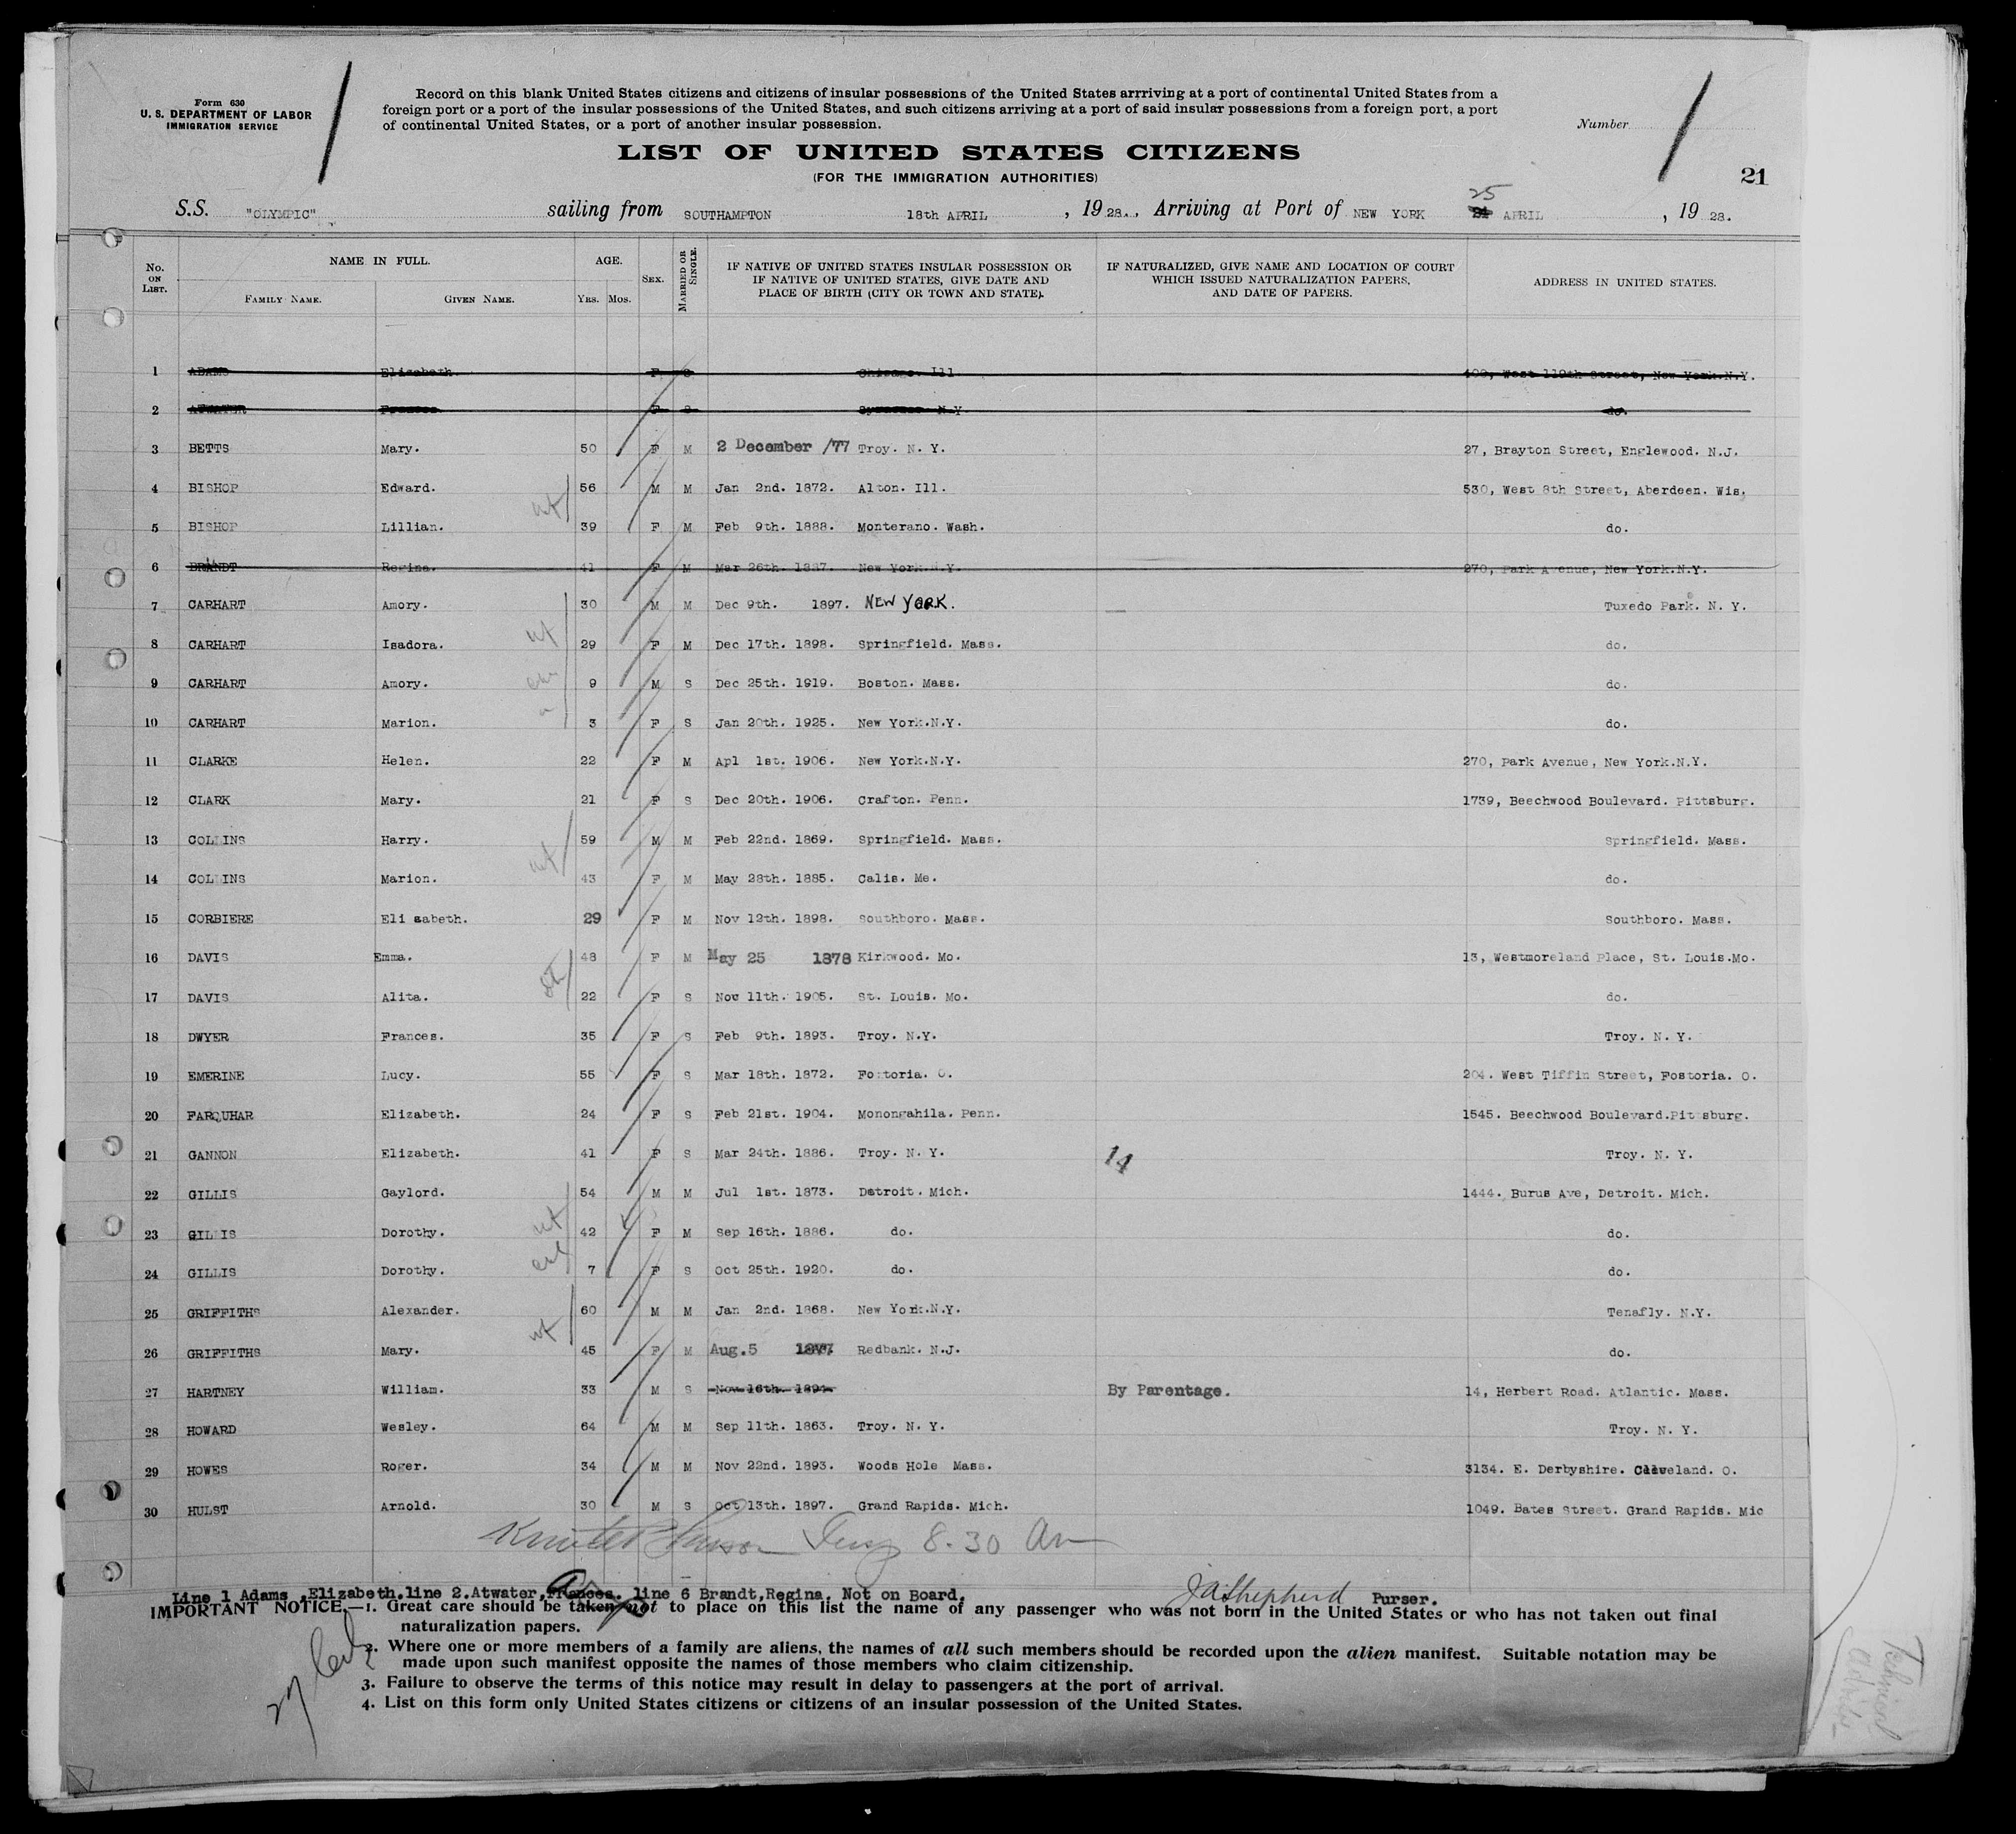 Form 630
U. S. DEPARTMENT OF LABOR
IMMIGRATION SERVICE
Record on this blank United States citizens and citizens of insular possessions of the United States arriving at a port of continental United States from a
foreign port or a port of the insular possessions of the United States, and such citizens arriving at a port of said insular possessions from a foreign port, a port
of continental United States, or a port of another insular possession.
Number
LIST OF UNITED STATES CITIZENS
(FOR THE IMMIGRATION AUTHORITIES)
21
25
S.S. "OLYMPIC" sailing from SOUTHAMPTON 18th APRIL , 19 28., Arriving at Port of NEW YORK APRIL , 19 28.
No. ON LIST. NAME IN FULL. FAMILY NAME. GIVEN NAME. AGE. YRS. MOS. SEX. MARRIED OR SINGLE. IF NATIVE OF UNITED STATES INSULAR POSSESSION OR IF NATIVE OF UNITED STATES, GIVE DATE AND PLACE OF BIRTH (CITY OR TOWN AND STATE). IF NATURALIZED, GIVE NAME AND LOCATION OF COURT WHICH ISSUED NATURALIZATION PAPERS, AND DATE OF PAPERS. ADDRESS IN UNITED STATES.
1 ADAMS Elizabeth. F. S Chicago. Ill 400, West 119th Street, New York.N.Y.
2 ATWATER Frances F S Syracuse N.Y. do.
3 BETTS Mary. 50 F M 2 December /77 Troy. N. Y. 27, Brayton Street, Englewood. N.J.
4 BISHOP Edward. 56 M M Jan 2nd. 1872. Alton. Ill. 530, West 8th Street, Aberdeen. Wis.
5 BISHOP Lillian. 39 F M Feb 9th. 1888. Monterano. Wash. do.
6 BRANDT Regina. 41 F M Mar 26th. 1887. New York.N.Y. 270, Park Avenue, New York.N.Y.
7 CARHART Amory. 30 M M Dec 9th. 1897. NEW YORK. Tuxedo Park. N. Y.
8 CARHART Isadora. 29 F M Dec 17th. 1898. Springfield. Mass. do.
9 CARHART Amory. 9 M S Dec 25th. 1919. Boston. Mass. do.
10 CARHART Marion. 3 F S Jan 20th. 1925. New York.N.Y. do.
11 CLARKE Helen. 22 F M Apl 1st. 1906. New York.N.Y. 270, Park Avenue, New York.N.Y.
12 CLARK Mary. 21 F S Dec 20th. 1906. Crafton. Penn. 1739, Beechwood Boulevard. Pittsburg.
13 COLLINS Harry. 59 M M Feb 22nd. 1869. Springfield. Mass. Springfield. Mass.
14 COLLINS Marion. 43 F M May 28th. 1885. Calis. Me. do.
15 CORBIERE Eli zabeth. 29 F M Nov 12th. 1898. Southboro. Mass. Southboro. Mass.
16 DAVIS Emma. 48 F M May 25 1878 Kirkwood. Mo. 13, Westmoreland Place, St. Louis.Mo.
17 DAVIS Alita. 22 F S Nov 11th. 1905. St. Louis. Mo. do.
18 DWYER Frances. 35 F S Feb 9th. 1893. Troy. N.Y. Troy. N. Y.
19 EMERINE Lucy. 55 F S Mar 18th. 1872. Fostoria. O. 204. West Tiffin Street, Fostoria. O.
20 FARQUHAR Elizabeth. 24 F S Feb 21st. 1904. Monongahila. Penn. 1545. Beechwood Boulevard.Pittsburg.
21 GANNON Elizabeth. 41 F S Mar 24th. 1886. Troy. N. Y. 14 Troy. N. Y.
22 GILLIS Gaylord. 54 M M Jul 1st. 1873. Detroit. Mich. 1444. Burus Ave, Detroit. Mich.
23 GILLIS Dorothy. 42 F M Sep 16th. 1886. do. do.
24 GILLIS Dorothy. 7 F S Oct 25th. 1920. do. do.
25 GRIFFITHS Alexander. 60 M M Jan 2nd. 1868. New York.N.Y. Tenafly. N.Y.
26 GRIFFITHS Mary. 45 F M Aug.5 Redbank. N.J. do.
27 HARTNEY William. 33 M S Nov 16th. 1894 By Parentage. 14, Herbert Road. Atlantic. Mass.
28 HOWARD Wesley. 64 M M Sep 11th. 1863. Troy. N. Y. Troy. N. Y.
29 HOWES Roger. 34 M M Nov 22nd. 1893. Woods Hole Mass. 3134. E. Derbyshire. Cleveland. O.
30 HULST Arnold. 30 M S Oct 13th. 1897. Grand Rapids. Mich. 1049. Bates Street. Grand Rapids. Mic
8.30 Am
Line 1 Adams ,Elizabeth.line 2.Atwater,Frances. line 6 Brandt,Regina. Not on Board. JAShepherd Purser.
IMPORTANT NOTICE.—1. Great care should be taken not to place on this list the name of any passenger who was not born in the United States or who has not taken out final
naturalization papers.
2. Where one or more members of a family are aliens, the names of all such members should be recorded upon the alien manifest. Suitable notation may be
made upon such manifest opposite the names of those members who claim citizenship.
3. Failure to observe the terms of this notice may result in delay to passengers at the port of arrival.
4. List on this form only United States citizens or citizens of an insular possession of the United States.
27